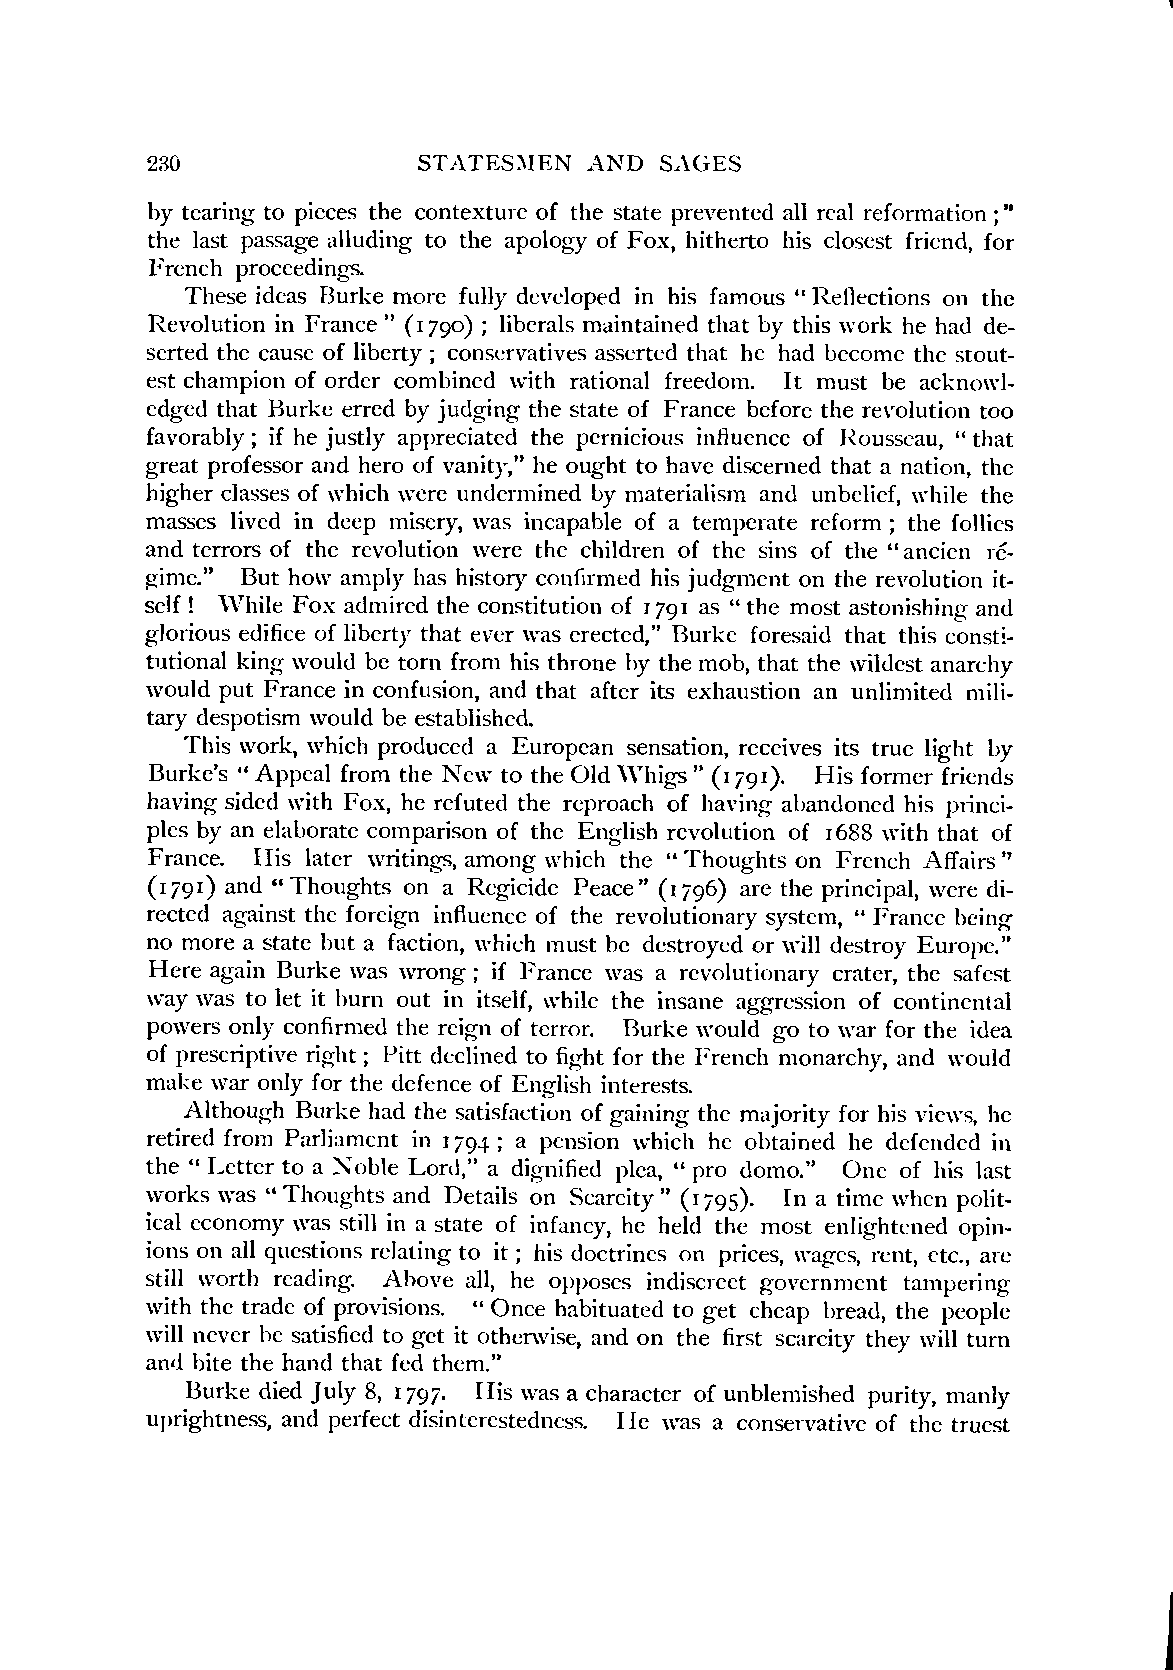 230 STATESMEN AND SAGES
by tearing to pieces the contexture of the state prevented all real reformation ;"
the last passage alluding to the apology of Fox, hitherto his closest friend, for
French proceedings.
These ideas Burke more fully developed in his famous " Reflections on the
Revolution in France " (1790) ; liberals maintained that by this work he had de-
serted the cause of liberty ; conservatives asserted that he had become the stout-
est champion of order combined with rational freedom. It must be acknowl-
edged that Burke erred by judging the state of France before the revolution too
favorably ; if he justly appreciated the pernicious influence of Rousseau, " that
great professor and hero of vanity," he ought to have discerned that a nation, the
higher classes of which were undermined by materialism and unbelief, while the
masses lived in deep misery, was incapable of a temperate reform ; the follies
and terrors of the revolution were the children of the sins of the "ancien ré-
gime." But how amply has history confirmed his judgment on the revolution it-
self ! While Fox admired the constitution of 1791 as " the most astonishing and
glorious edifice of liberty that ever was erected," Burke foresaid that this consti-
tutional king would be torn from his throne by the mob, that the wildest anarchy
would put France in confusion, and that after its exhaustion an unlimited mili-
tary despotism would be established.
This work, which produced a European sensation, receives its true light by
Burke's " Appeal from the New to the Old Whigs " (1791). His former friends
having sided with Fox, he refuted the reproach of having abandoned his princi-
ples by an elaborate comparison of the English revolution of 1688 with that of
France. His later writings, among which the " Thoughts on French Affairs "
(1791) and " Thoughts on a Regicide Peace" (1796) are the principal, were di-
rected against the foreign influence of the revolutionary system, " France being
no more a state but a faction, which must be destroyed or will destroy Europe."
Here again Burke was wrong ; if France was a revolutionary crater, the safest
way was to let it burn out in itself, while the insane aggression of continental
powers only confirmed the reign of terror. Burke would go to war for the idea
of prescriptive right ; Pitt declined to fight for the French monarchy, and would
make war only for the defence of English interests.
Although Burke had the satisfaction of gaining the majority for his views, he
retired from Parliament in 1794 ; a pension which he obtained he defended in
the " Letter to a Noble Lord," a dignified plea, " pro domo." One of his last
works was " Thoughts and Details on Scarcity " (1795). In a time when polit-
ical economy was still in a state of infancy, he held the most enlightened opin-
ions on all questions relating to it ; his doctrines on prices, wages, rent, etc., are
still worth reading. Above all, he opposes indiscreet government tampering
with the trade of provisions. " Once habituated to get cheap bread, the people
will never be satisfied to get it otherwise, and on the first scarcity they will turn
and bite the hand that fed them."
Burke died July 8, 1797. His was a character of unblemished purity, manly
uprightness, and perfect disinterestedness. He was a conservative of the truest